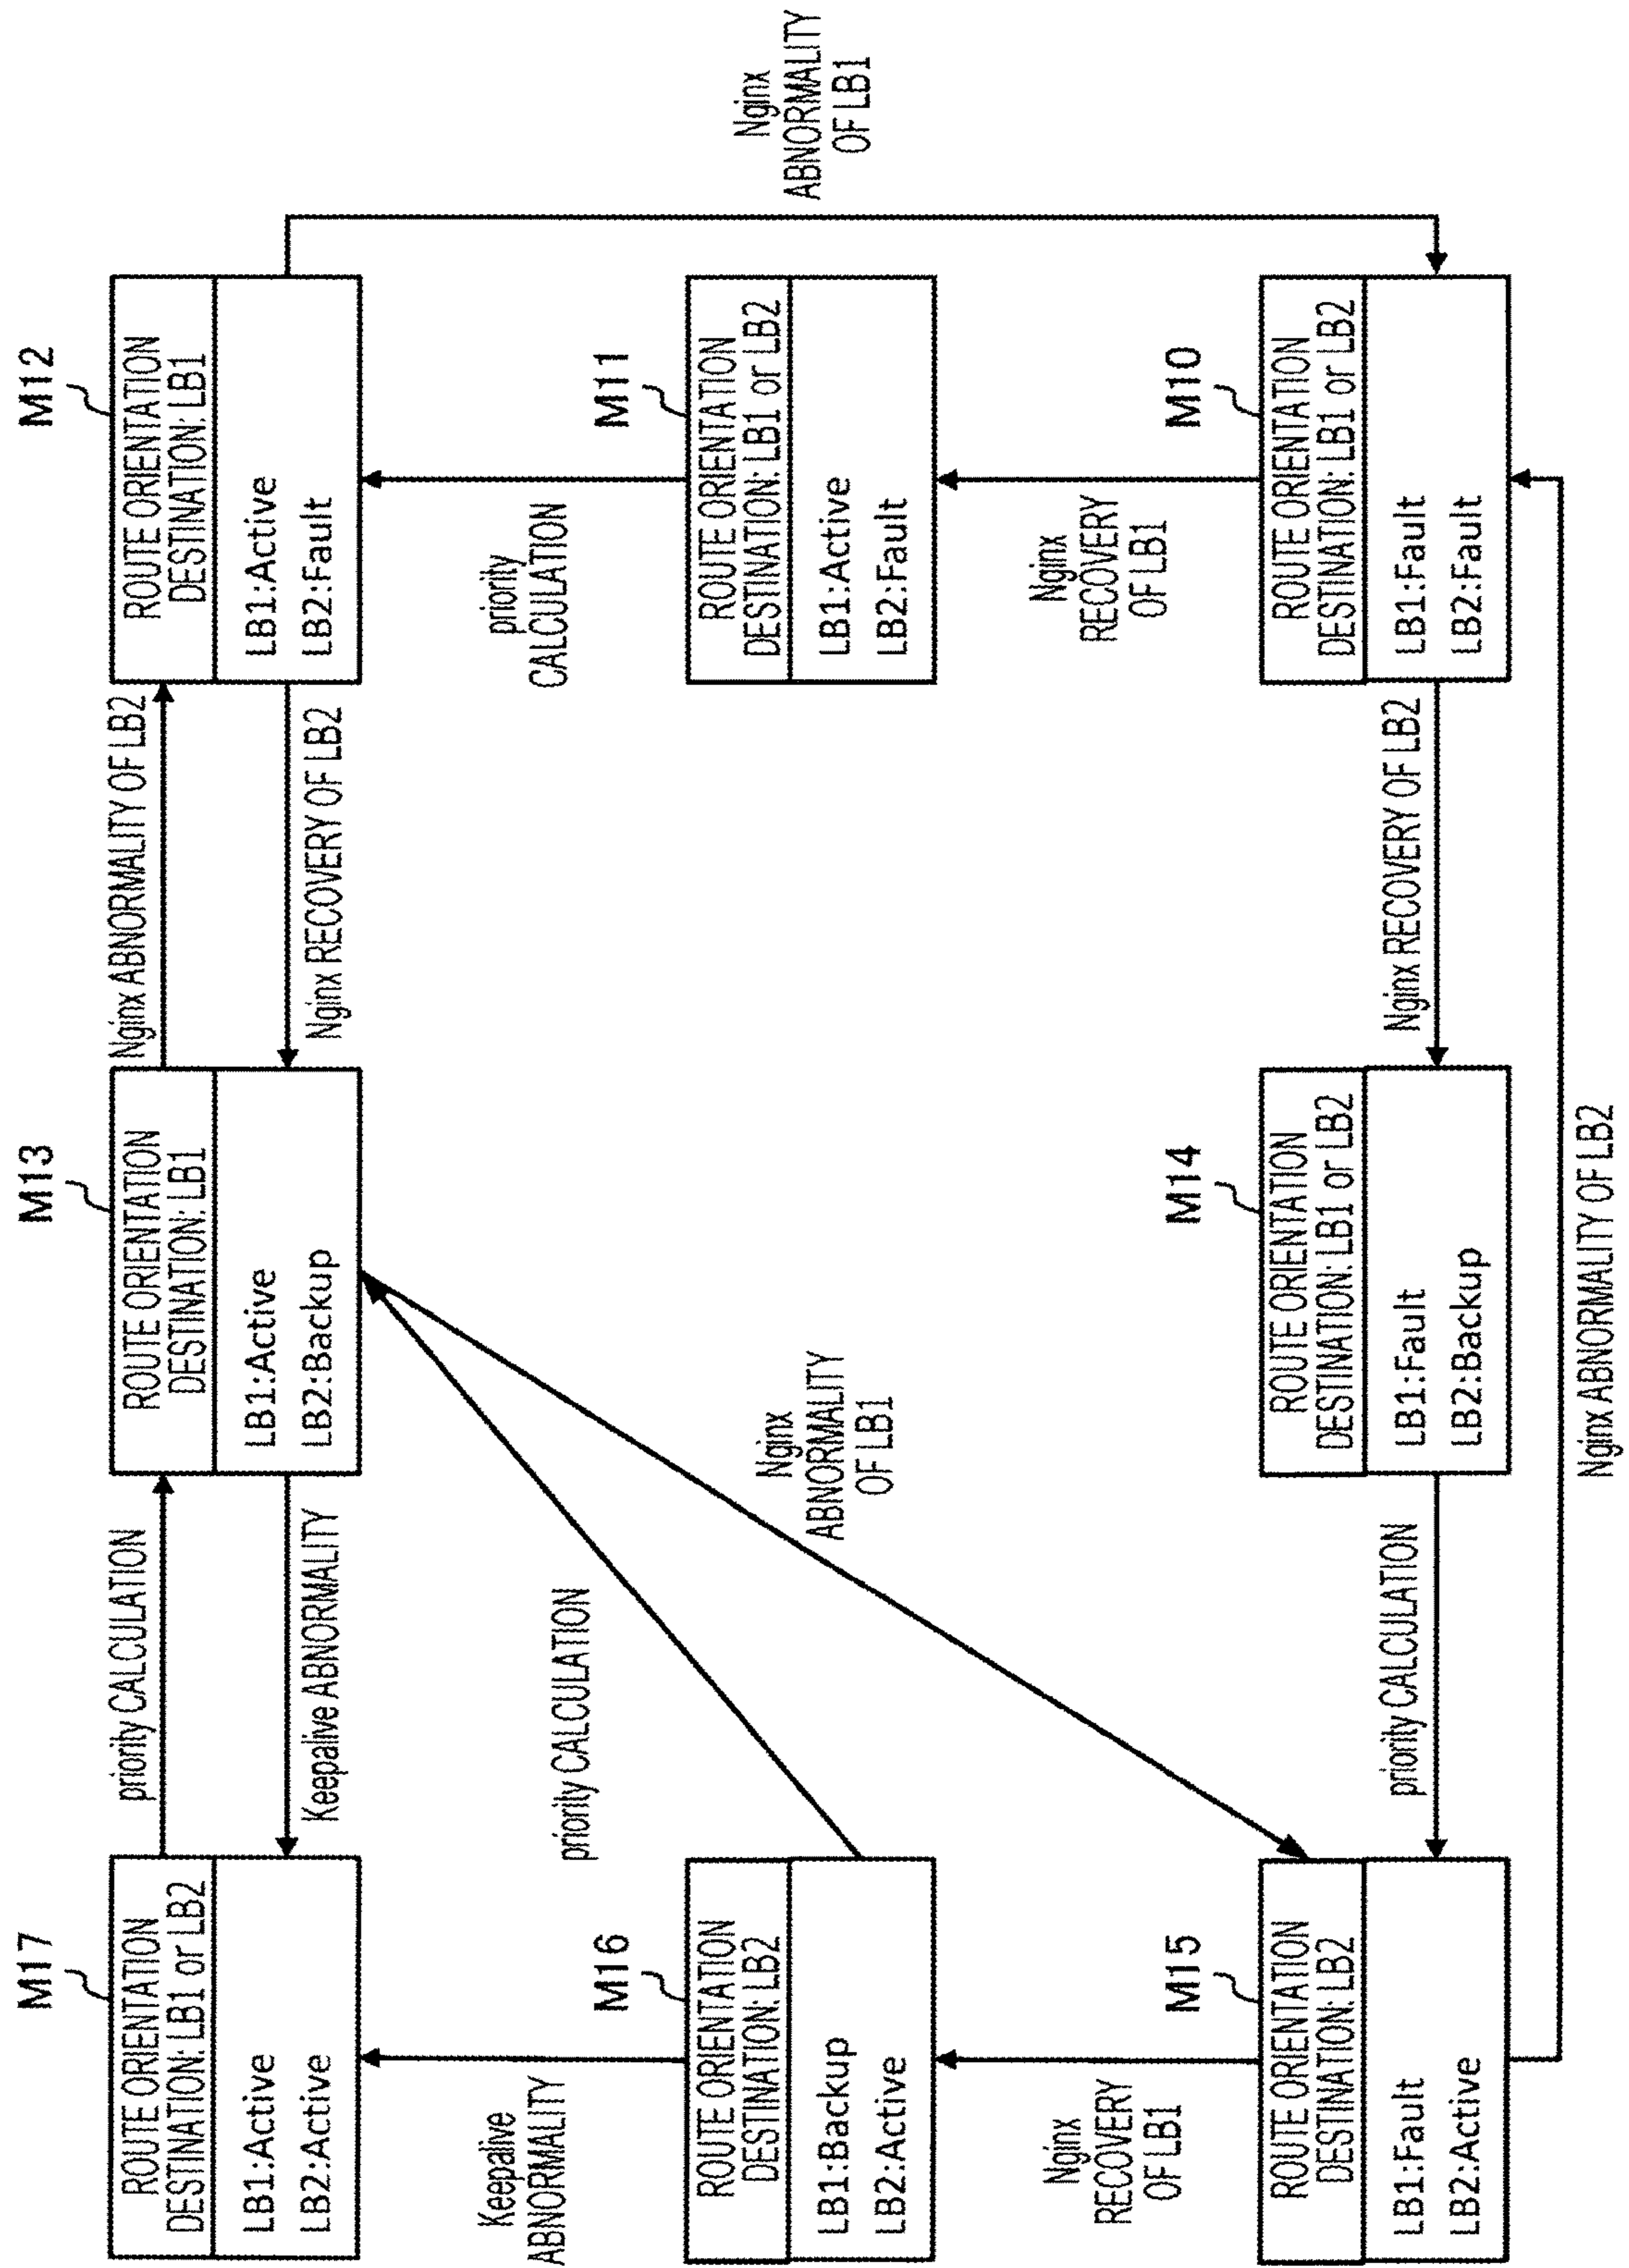 M17
ROUTE ORIENTATION
DESTINATION: LB1 or LB2
LB1:Active
LB2:Active
priority CALCULATION
Keepalive ABNORMALITY
M13
ROUTE ORIENTATION
DESTINATION: LB1
LB1:Active
LB2:Backup
Nginx ABNORMALITY OF LB2
Nginx RECOVERY OF LB2
M12
ROUTE ORIENTATION
DESTINATION: LB1
LB1:Active
LB2:Fault
Keepalive
ABNORMALITY
priority CALCULATION
priority
CALCULATION
M16
ROUTE ORIENTATION
DESTINATION: LB2
LB1:Backup
LB2:Active
Nginx
ABNORMALITY
OF LB1
M11
ROUTE ORIENTATION
DESTINATION: LB1 or LB2
LB1:Active
LB2:Fault
Nginx
ABNORMALITY
OF LB1
Nginx
RECOVERY
OF LB1
Nginx
RECOVERY
OF LB1
M15
ROUTE ORIENTATION
DESTINATION: LB2
LB1:Fault
LB2:Active
priority CALCULATION
M14
ROUTE ORIENTATION
DESTINATION: LB1 or LB2
LB1:Fault
LB2:Backup
Nginx RECOVERY OF LB2
M10
ROUTE ORIENTATION
DESTINATION: LB1 or LB2
LB1:Fault
LB2:Fault
Nginx ABNORMALITY OF LB2